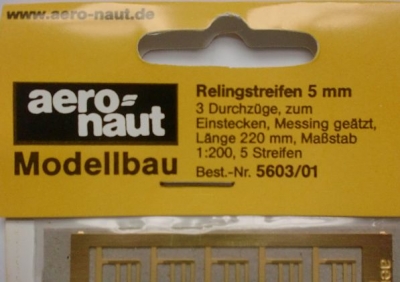 www.aero-naut.de
aero=
naut
Modellbau
Relingstreifen 5 mm
3 Durchzüge, zum
Einstecken, Messing geätzt,
Länge 220 mm, Maßstab
1:200, 5 Streifen
Best.-Nr. 5603/01